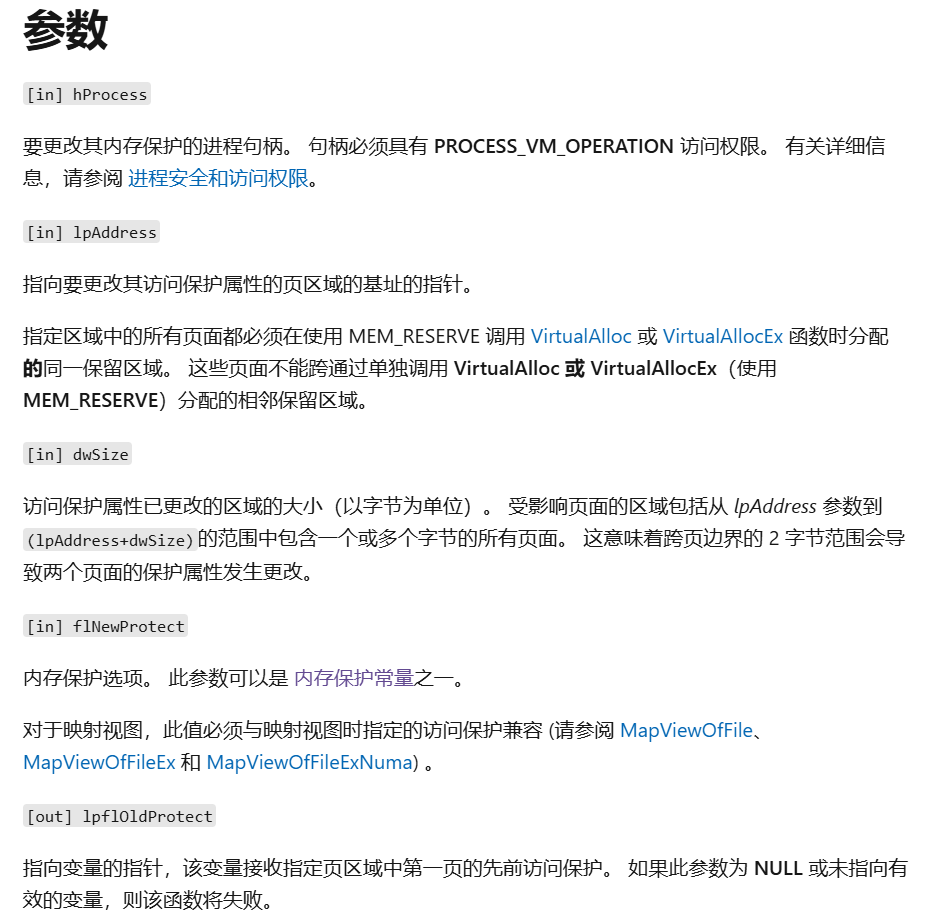 参数
[in] hProcess
要更改其内存保护的进程句柄。 句柄必须具有 PROCESS_VM_OPERATION 访问权限。 有关详细信
息，请参阅 进程安全和访问权限。
[in] lpAddress
指向要更改其访问保护属性的页区域的基址的指针。
指定区域中的所有页面都必须在使用 MEM_RESERVE 调用 VirtualAlloc 或 VirtualAllocEx 函数时分配
的同一保留区域。 这些页面不能跨通过单独调用 VirtualAlloc 或 VirtualAllocEx（使用
MEM_RESERVE）分配的相邻保留区域。
[in] dwSize
访问保护属性已更改的区域的大小（以字节为单位）。 受影响页面的区域包括从 lpAddress 参数到
(lpAddress+dwSize)的范围中包含一个或多个字节的所有页面。 这意味着跨页边界的 2 字节范围会导
致两个页面的保护属性发生更改。
[in] flNewProtect
内存保护选项。 此参数可以是 内存保护常量之一。
对于映射视图，此值必须与映射视图时指定的访问保护兼容 (请参阅 MapViewOfFile、
MapViewOfFileEx 和 MapViewOfFileExNuma) 。
[out] lpflOldProtect
指向变量的指针，该变量接收指定页区域中第一页的先前访问保护。 如果此参数为 NULL 或未指向有
效的变量，则该函数将失败。